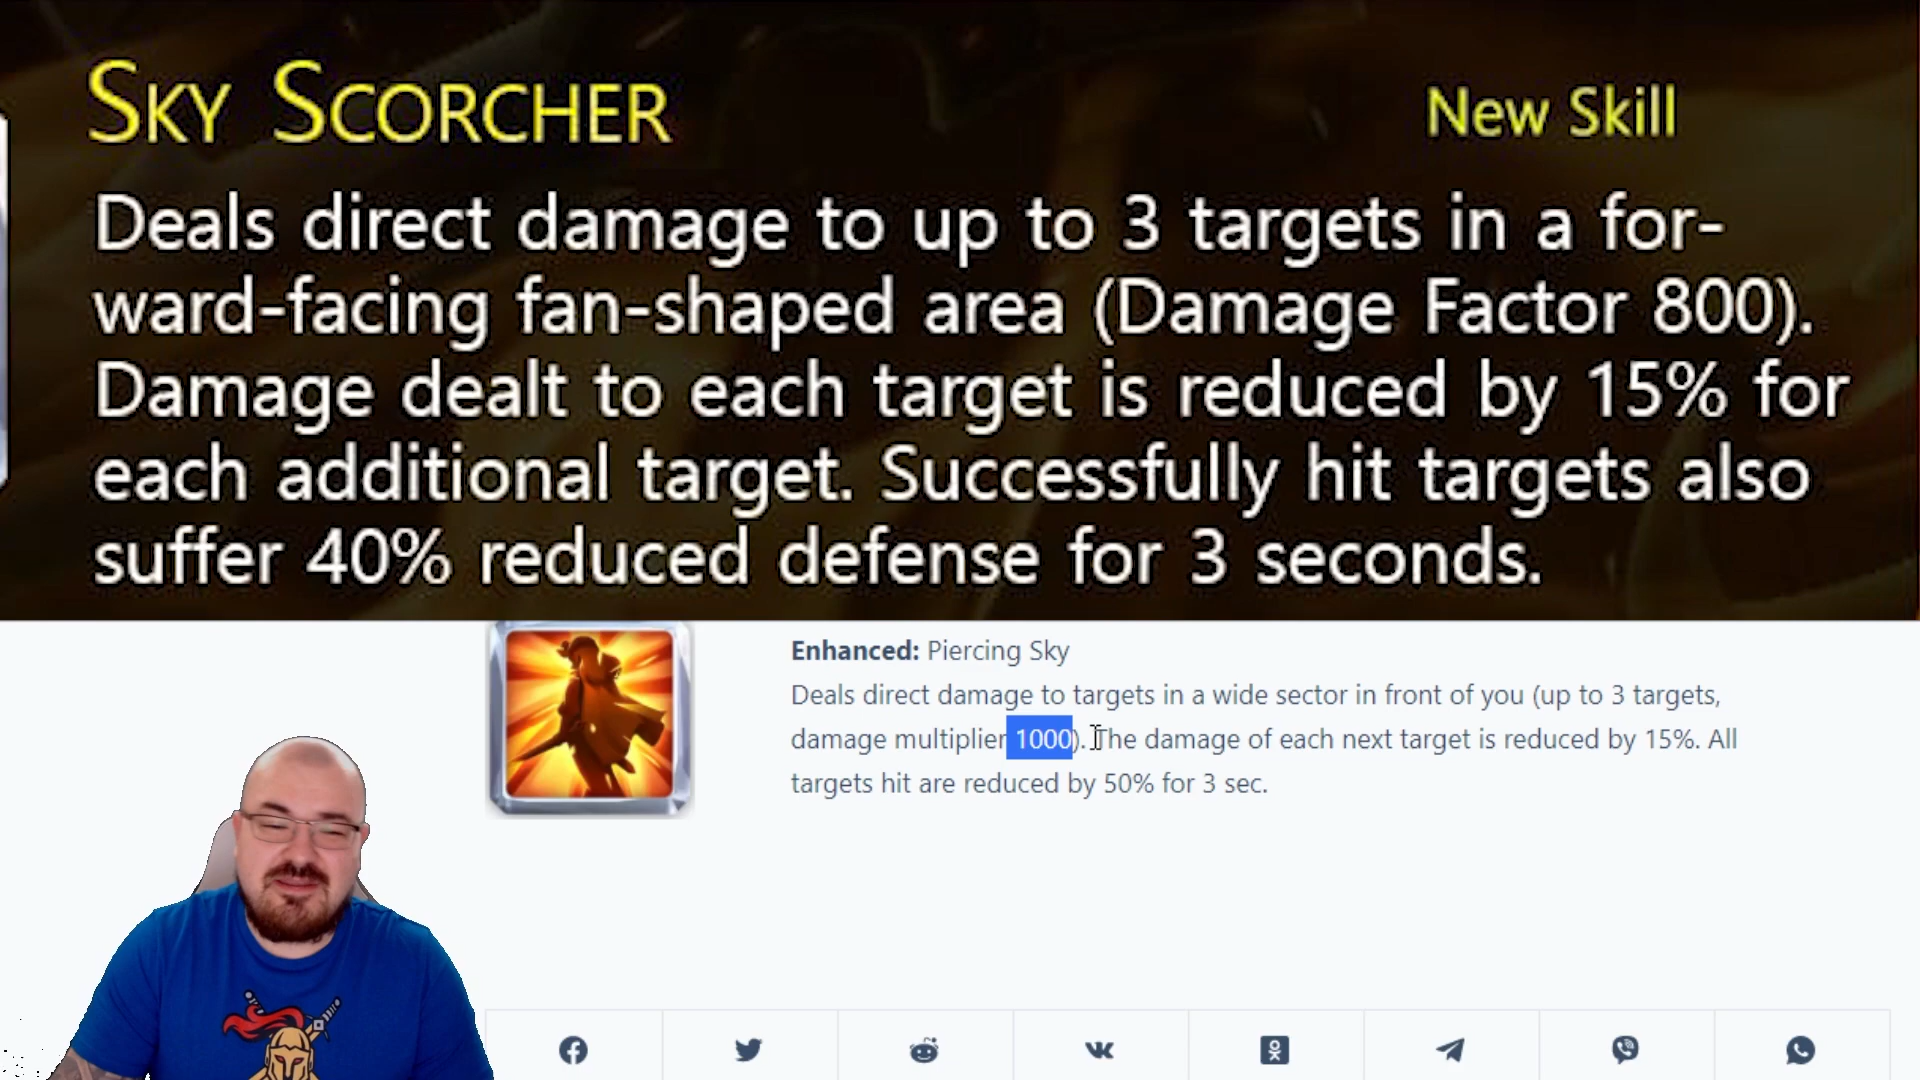 SKY SCORCHER
New Skill
Deals direct damage to up to 3 targets in a for-
ward-facing fan-shaped area (Damage Factor 800).
Damage dealt to each target is reduced by 15% for
each additional target. Successfully hit targets also
suffer 40% reduced defense for 3 seconds.
Enhanced: Piercing Sky
Deals direct damage to targets in a wide sector in front of you (up to 3 targets,
damage multiplier 1000). The damage of each next target is reduced by 15%. All
targets hit are reduced by 50% for 3 sec.